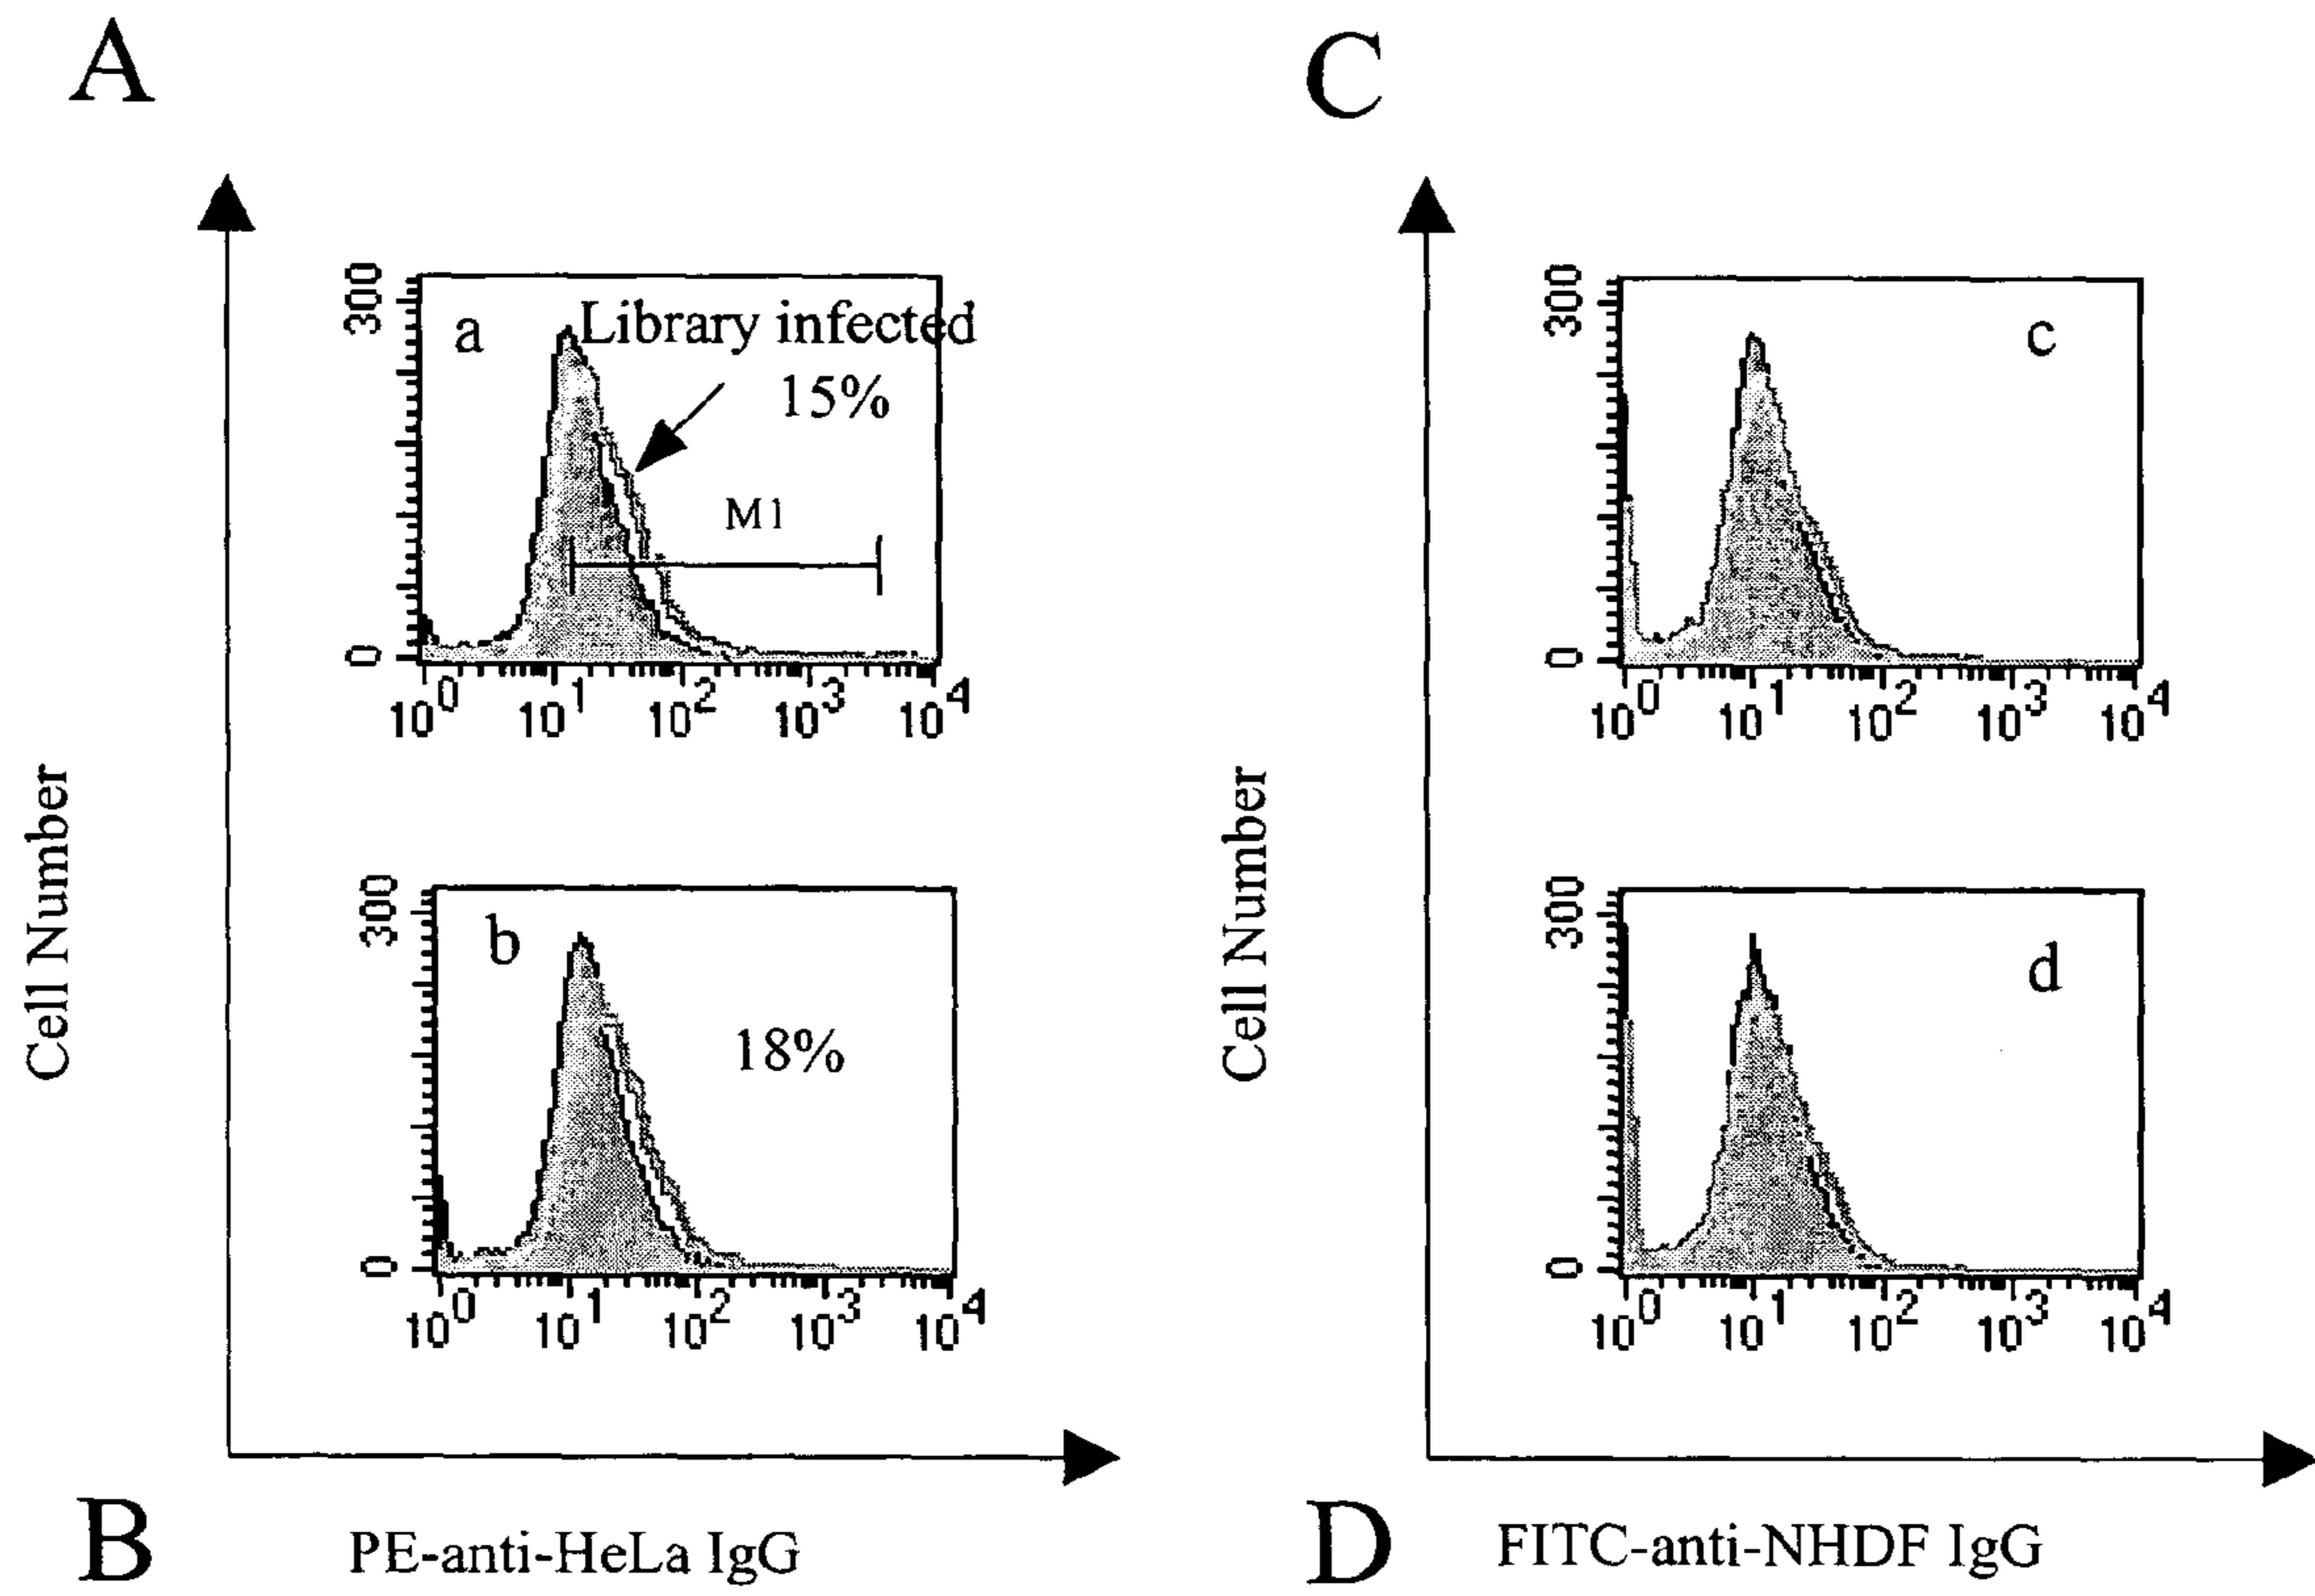 A
Cell Number
300
a
Library infected
15%
M1
0
10^0 10^1 10^2 10^3 10^4
300
b
18%
0
10^0 10^1 10^2 10^3 10^4
B
PE-anti-HeLa IgG
C
Cell Number
300
c
0
10^0 10^1 10^2 10^3 10^4
300
d
0
10^0 10^1 10^2 10^3 10^4
D
FITC-anti-NHDF IgG